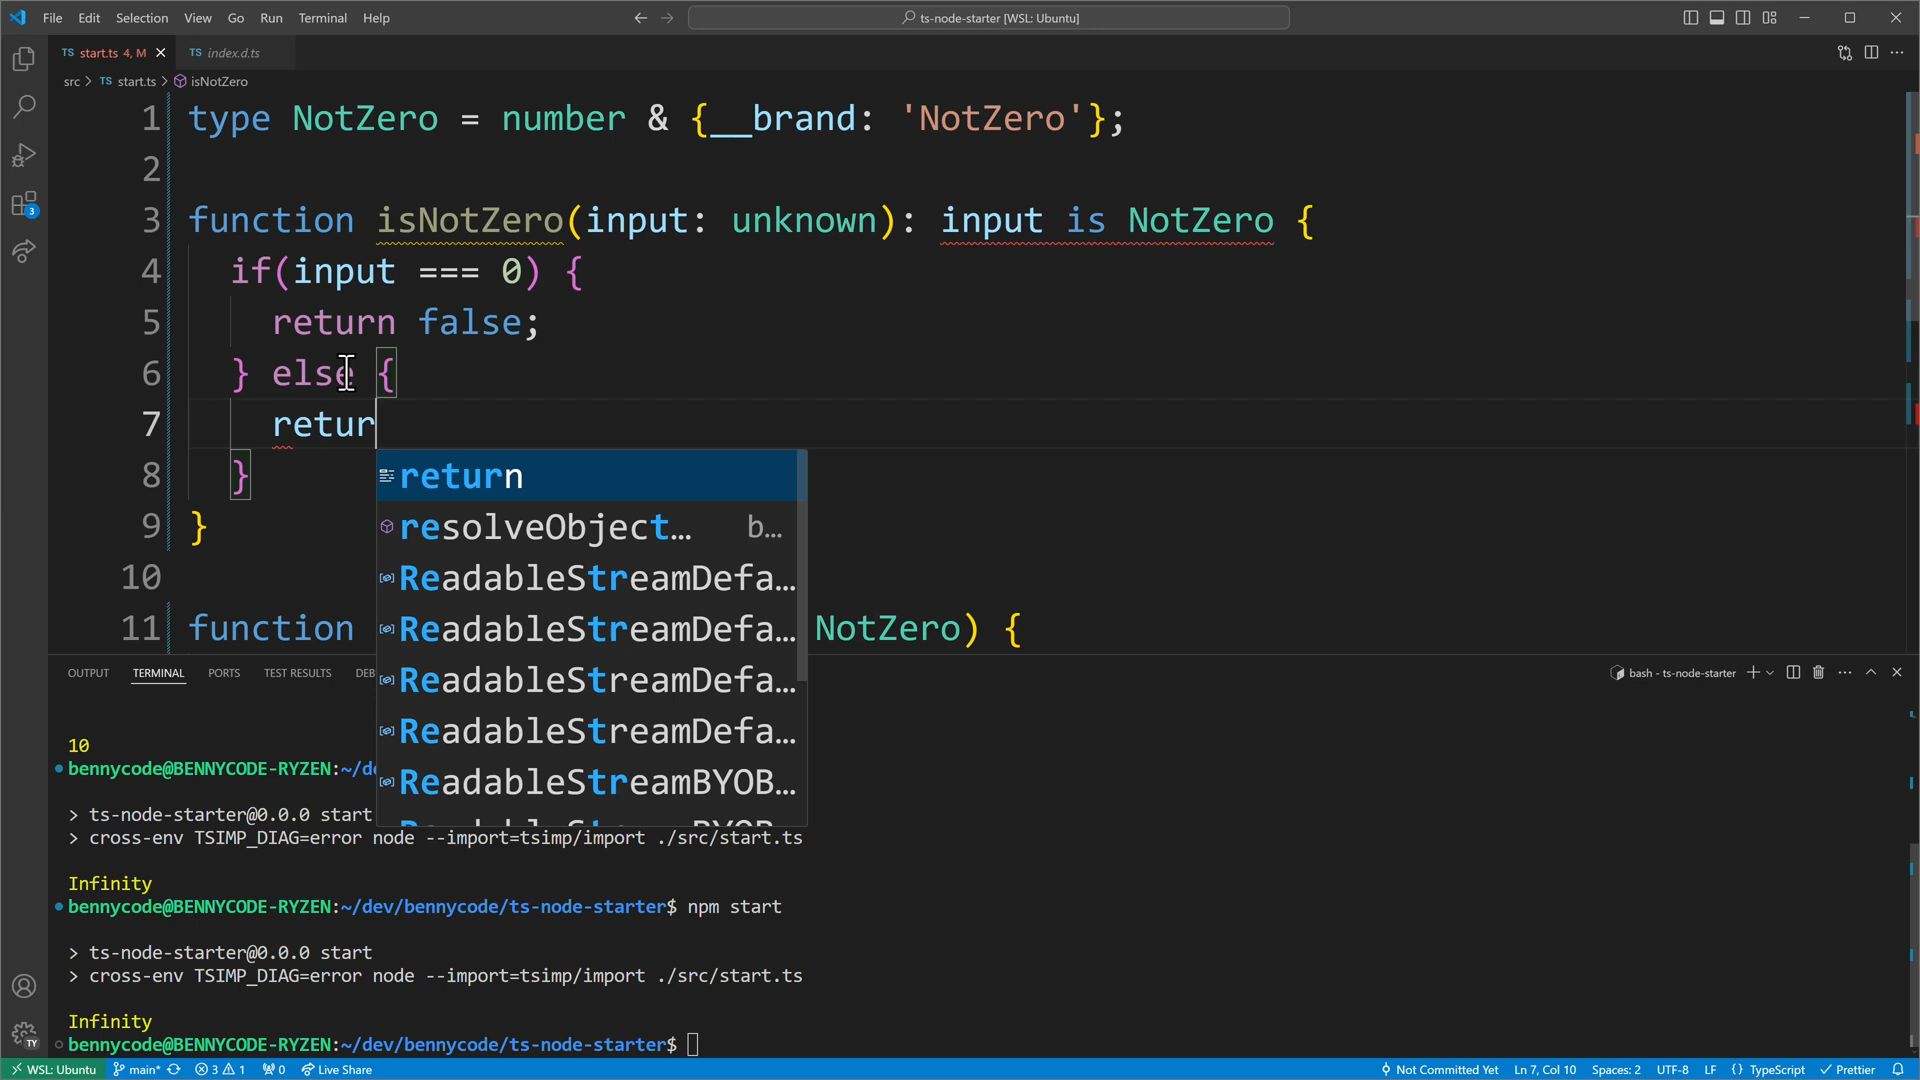 File Edit Selection View Go Run Terminal Help
ts-node-starter [WSL: Ubuntu]
TS start.ts 4, M
TS index.d.ts
src > TS start.ts > isNotZero
1 type NotZero = number & {__brand: 'NotZero'};
2
3 function isNotZero(input: unknown): input is NotZero {
4 if(input === 0) {
5 return false;
6 } else {
7 retur
8 }
9 }
10
11 function NotZero) {
return
resolveObject… b…
ReadableStreamDefa…
ReadableStreamDefa…
ReadableStreamDefa…
ReadableStreamDefa…
ReadableStreamBYOB…
3
OUTPUT TERMINAL PORTS TEST RESULTS DEB
bash - ts-node-starter
10
bennycode@BENNYCODE-RYZEN:~/de
> ts-node-starter@0.0.0 start
> cross-env TSIMP_DIAG=error node --import=tsimp/import ./src/start.ts
Infinity
bennycode@BENNYCODE-RYZEN:~/dev/bennycode/ts-node-starter$ npm start
> ts-node-starter@0.0.0 start
> cross-env TSIMP_DIAG=error node --import=tsimp/import ./src/start.ts
Infinity
bennycode@BENNYCODE-RYZEN:~/dev/bennycode/ts-node-starter$
TY
WSL: Ubuntu main* 3 1 0 Live Share
Not Committed Yet Ln 7, Col 10 Spaces: 2 UTF-8 LF {} TypeScript Prettier